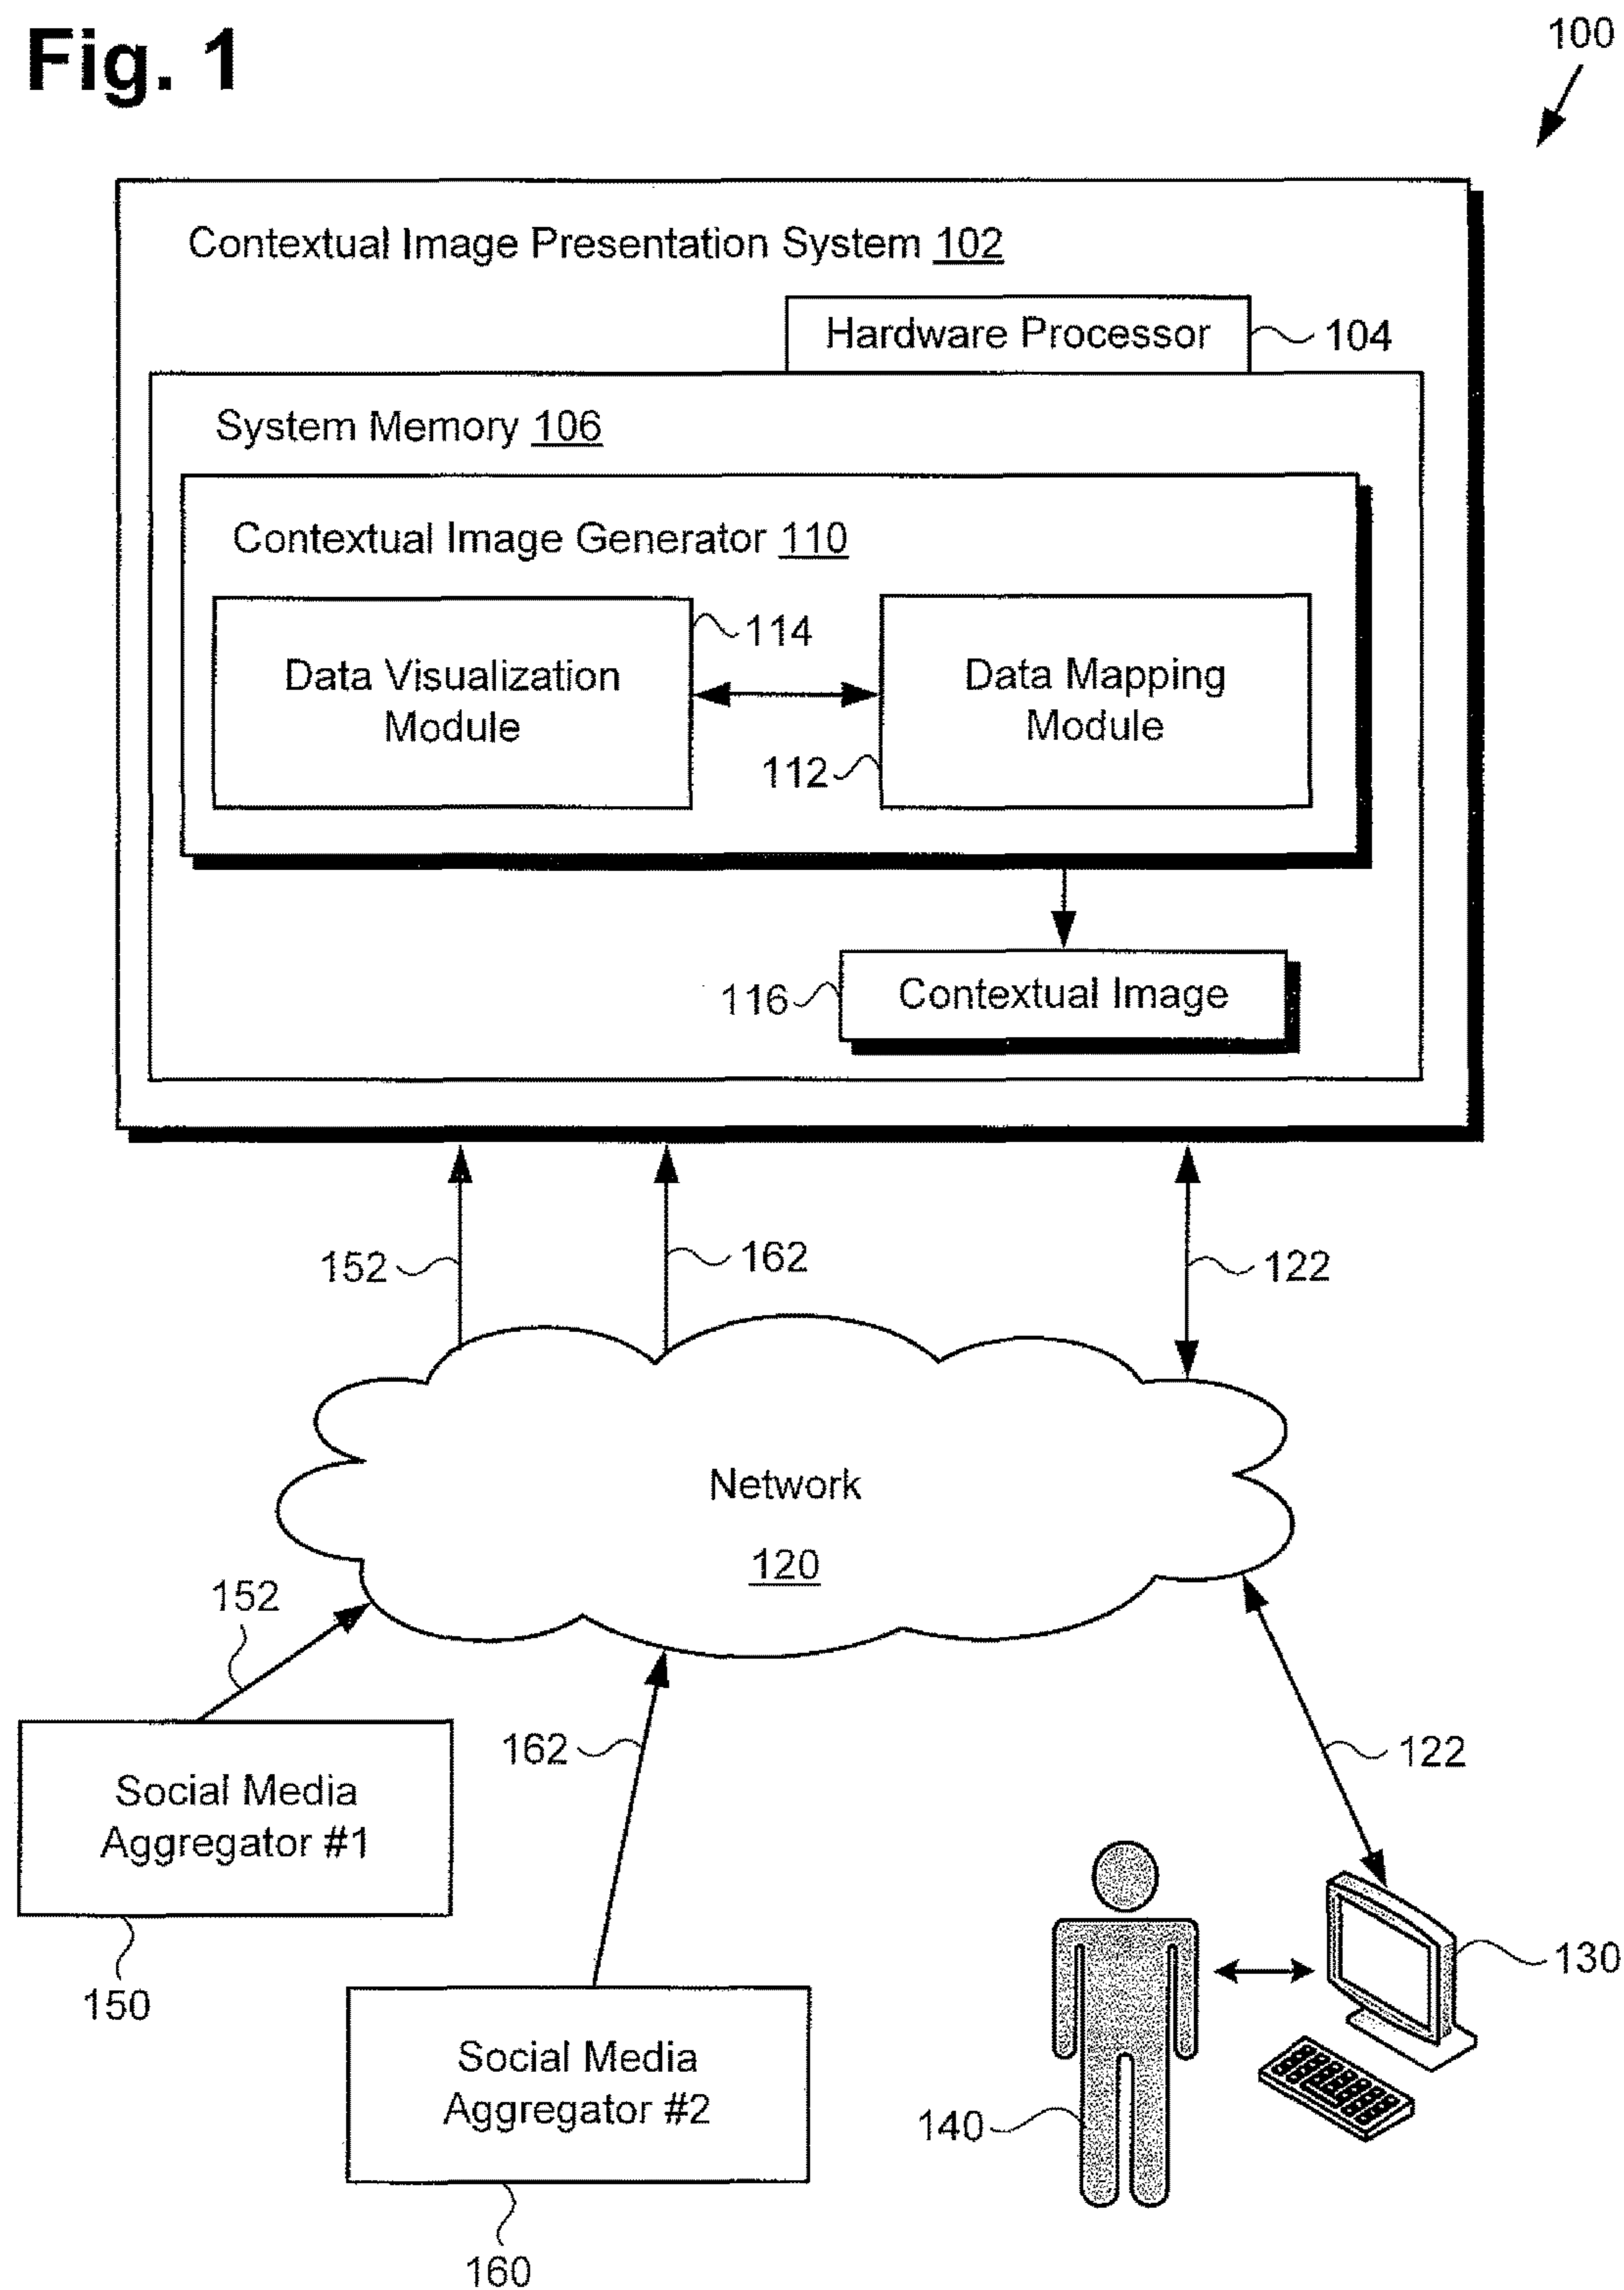 Fig. 1
100
Contextual Image Presentation System 102
Hardware Processor
104
System Memory 106
Contextual Image Generator 110
114
Data Visualization
Module
Data Mapping
Module
112
116
Contextual Image
152
162
122
Network
120
152
162
122
Social Media
Aggregator #1
150
130
Social Media
Aggregator #2
140
160